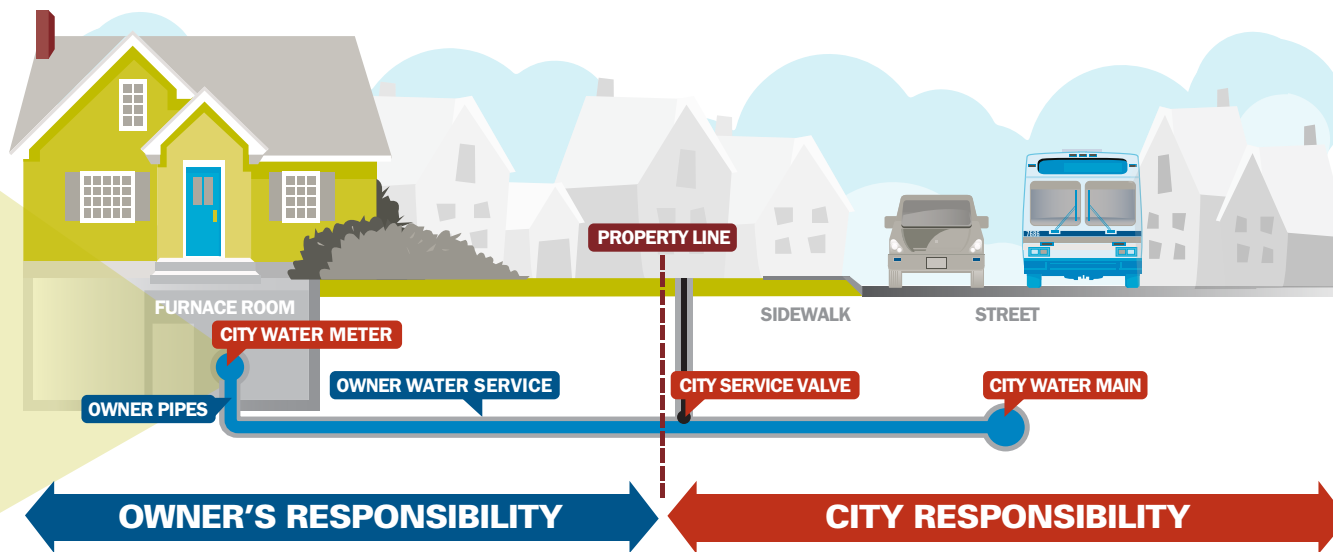 PROPERTY LINE
FURNACE ROOM
SIDEWALK
STREET
CITY WATER METER
OWNER WATER SERVICE
CITY SERVICE VALVE
CITY WATER MAIN
OWNER PIPES
OWNER'S RESPONSIBILITY
CITY RESPONSIBILITY